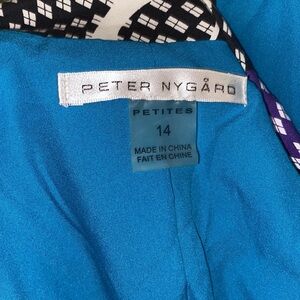 PETER NYGÅRD
PETITES
14
MADE IN CHINA
FAIT EN CHINE